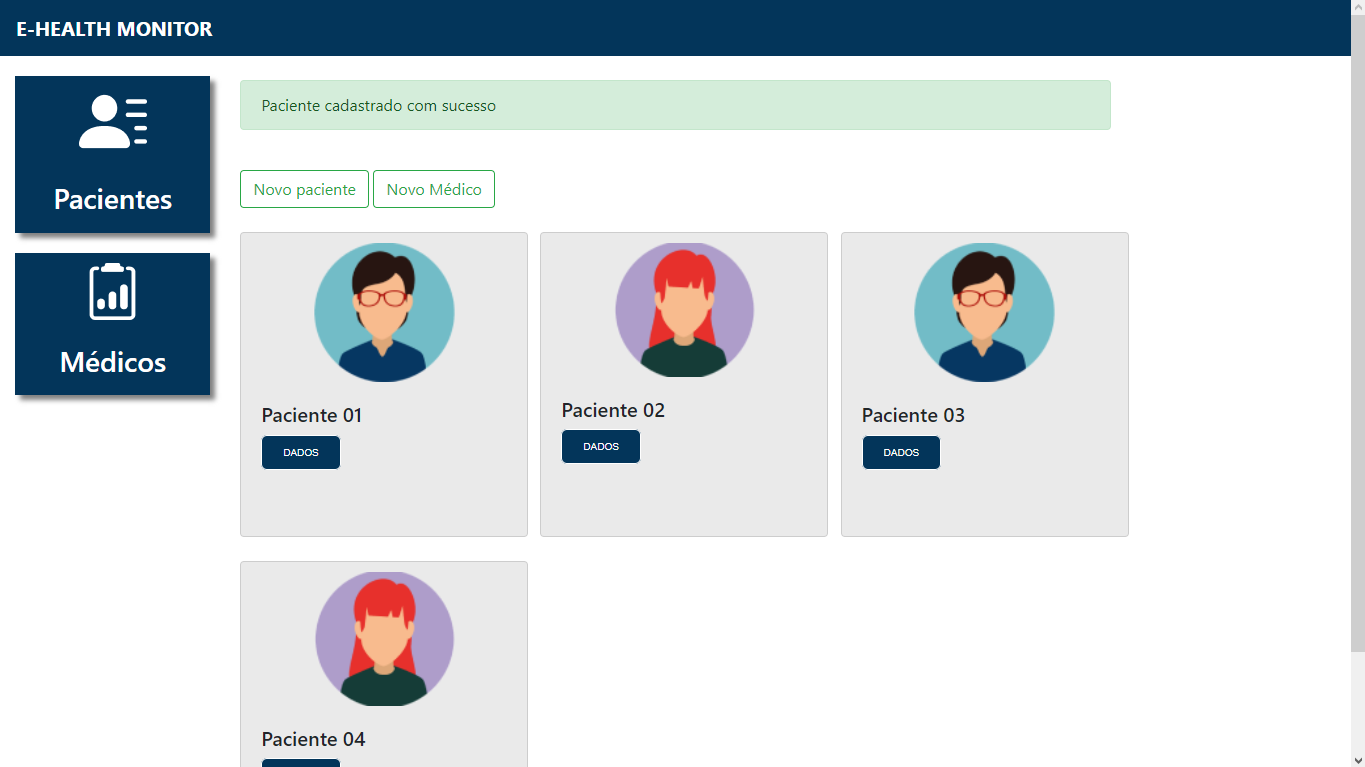 E-HEALTH MONITOR
Pacientes
Médicos
Paciente cadastrado com sucesso
Novo paciente
Novo Médico
Paciente 01
DADOS
Paciente 02
DADOS
Paciente 03
DADOS
Paciente 04